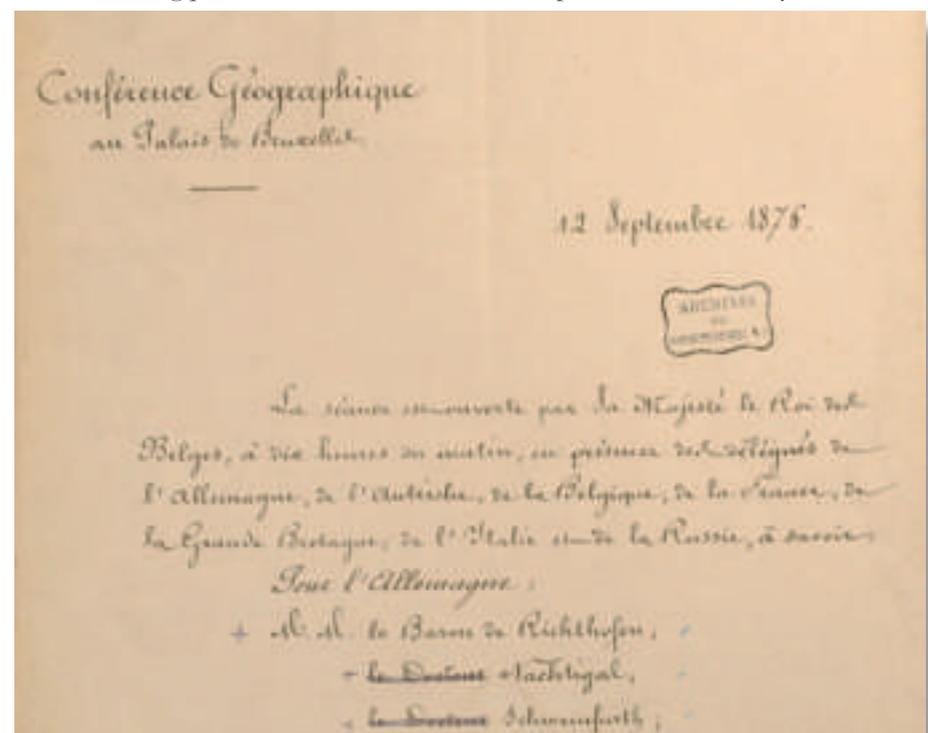 Conférence Géographique
au Palais de Bruxelles
12 Septembre 1876.
ARCHIVES
La séance est ouverte par Sa Majesté le Roi des
Belges, à dix heures du matin, en présence des délégués de
l'Allemagne, de l'Autriche, de la Belgique, de la France, de
la Grande Bretagne, de l'Italie et de la Russie, à savoir:
Pour l'Allemagne:
M. M. le Baron de Richthofen,
le Docteur Nachtigal,
le Docteur Schweinfurth,